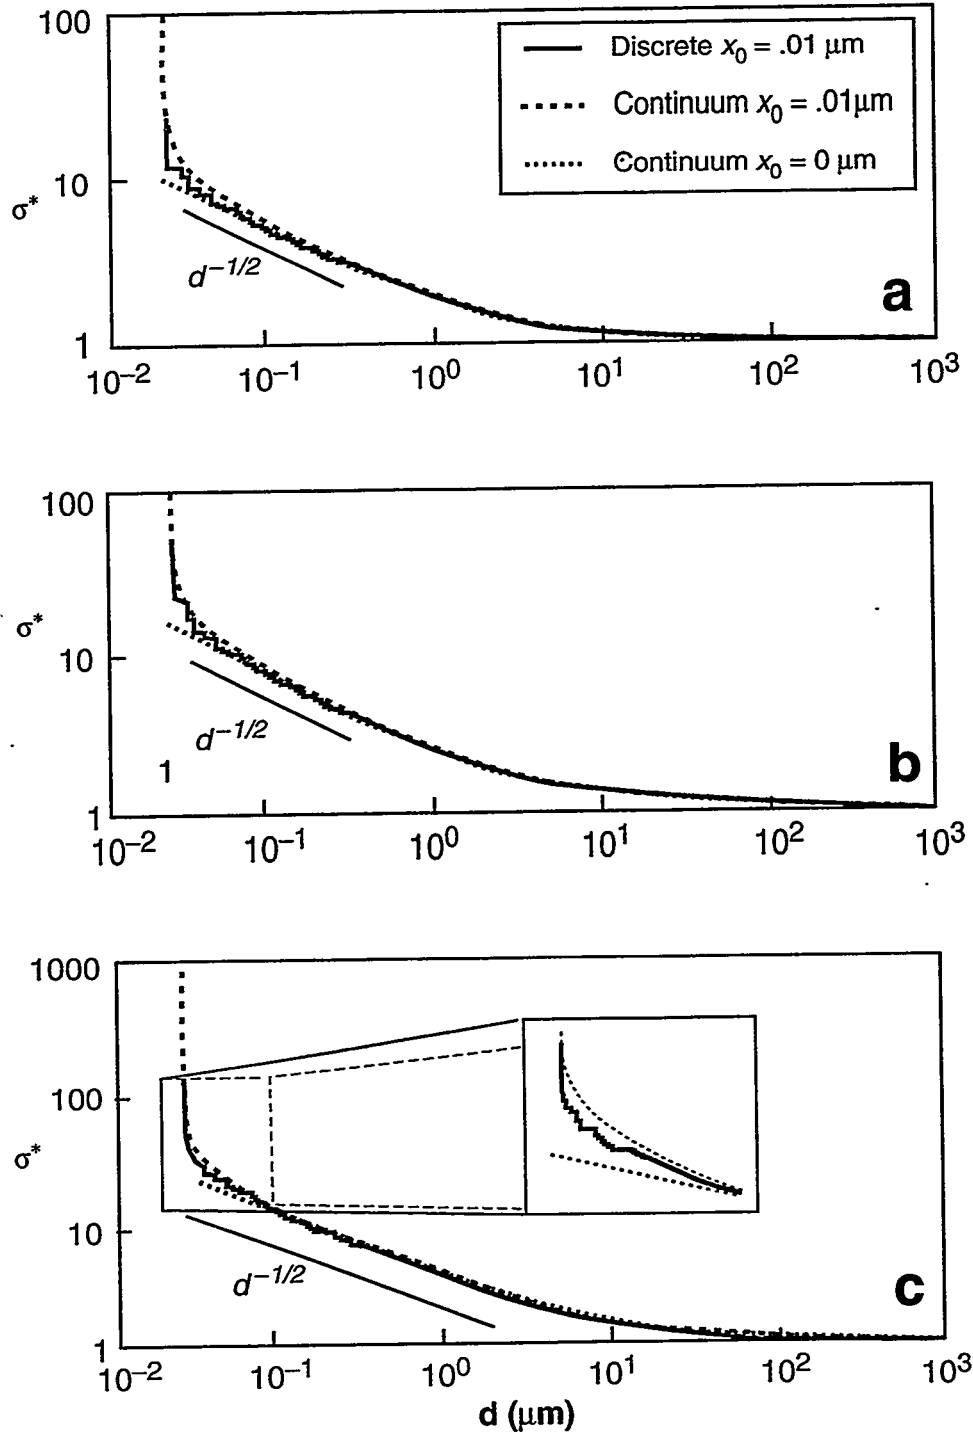 100
Discrete x0 = .01 μm
Continuum x0 = .01μm
Continuum x0 = 0 μm
10
σ*
d−1/2
a
1
10−2 10−1 100 101 102 103
100
σ*
10
d−1/2
1
b
1
10−2 10−1 100 101 102 103
1000
100
σ*
10
d−1/2
c
1
10−2 10−1 100 101 102 103
d (μm)